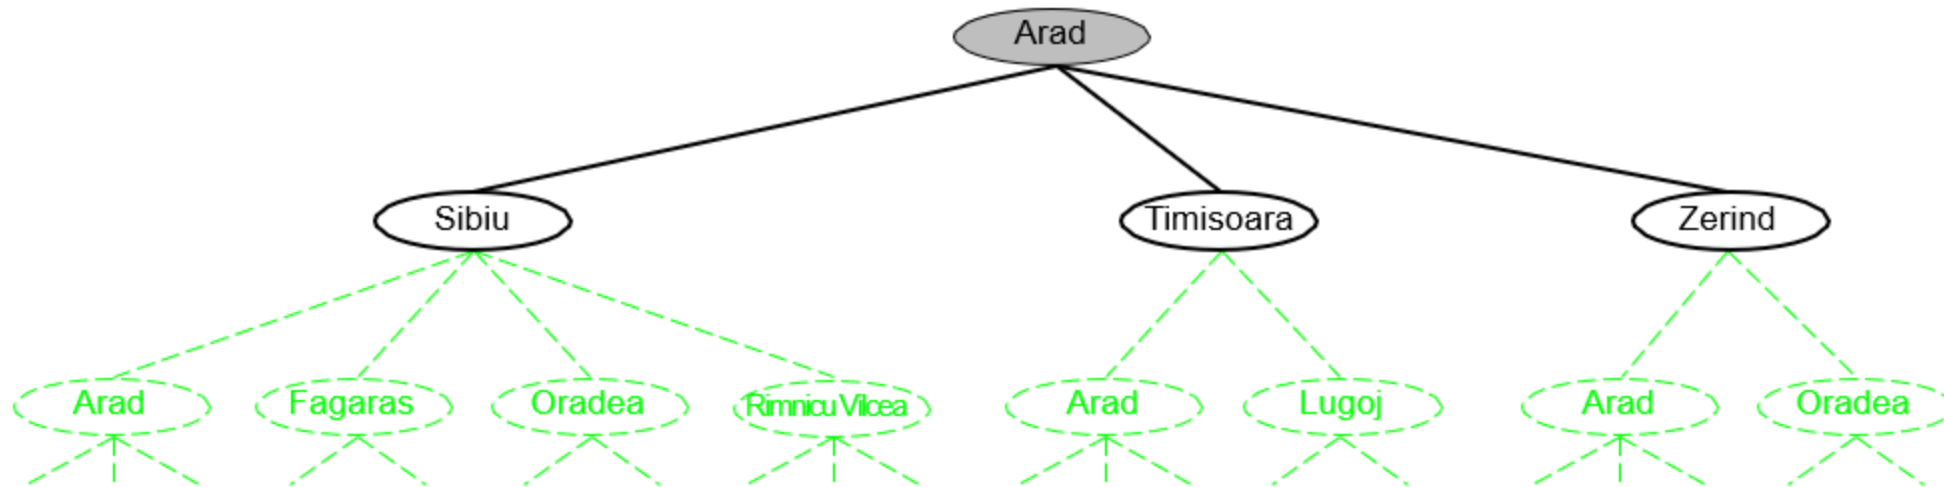 Arad
Sibiu
Timisoara
Zerind
Arad
Fagaras
Oradea
Rimnicu Vilcea
Arad
Lugoj
Arad
Oradea